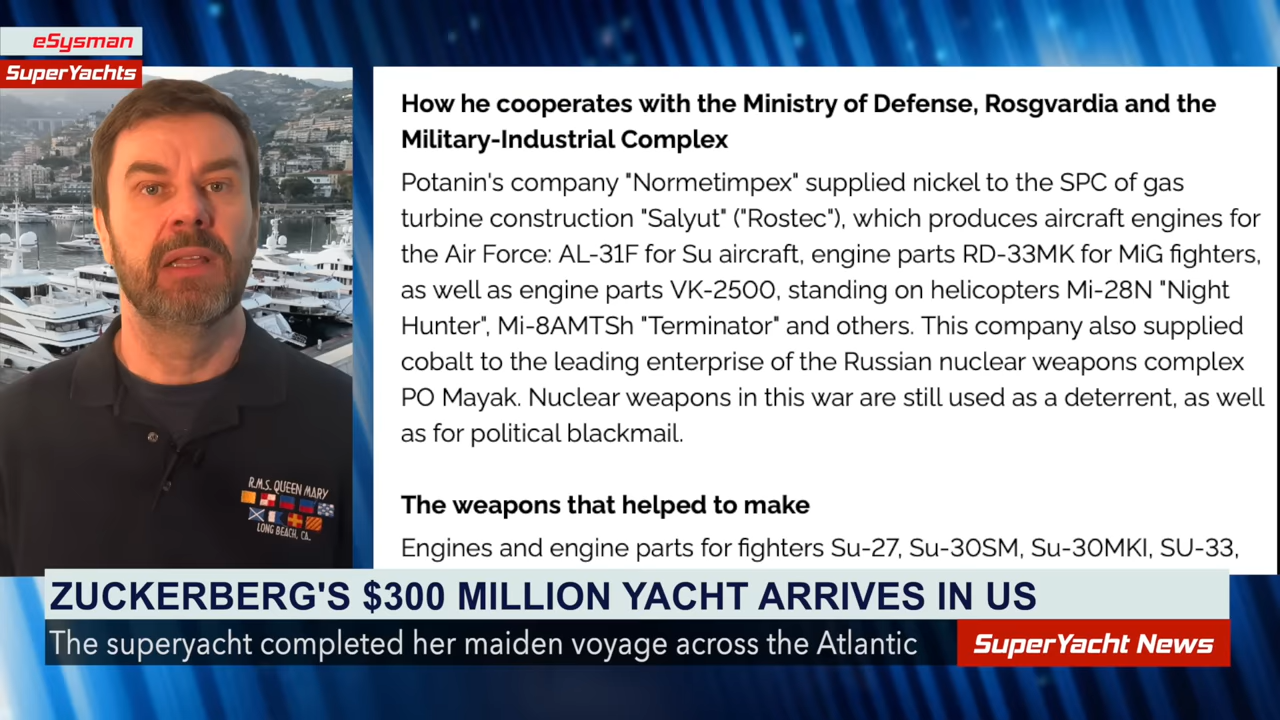 eSysman
SuperYachts
How he cooperates with the Ministry of Defense, Rosgvardia and the
Military-Industrial Complex
Potanin's company "Normetimpex" supplied nickel to the SPC of gas
turbine construction "Salyut" ("Rostec"), which produces aircraft engines for
the Air Force: AL-31F for Su aircraft, engine parts RD-33MK for MiG fighters,
as well as engine parts VK-2500, standing on helicopters Mi-28N "Night
Hunter", Mi-8AMTSh "Terminator" and others. This company also supplied
cobalt to the leading enterprise of the Russian nuclear weapons complex
PO Mayak. Nuclear weapons in this war are still used as a deterrent, as well
as for political blackmail.
The weapons that helped to make
Engines and engine parts for fighters Su-27, Su-30SM, Su-30MKI, SU-33,
R.M.S. QUEEN MARY
LONG BEACH, CA.
ZUCKERBERG'S $300 MILLION YACHT ARRIVES IN US
The superyacht completed her maiden voyage across the Atlantic
SuperYacht News